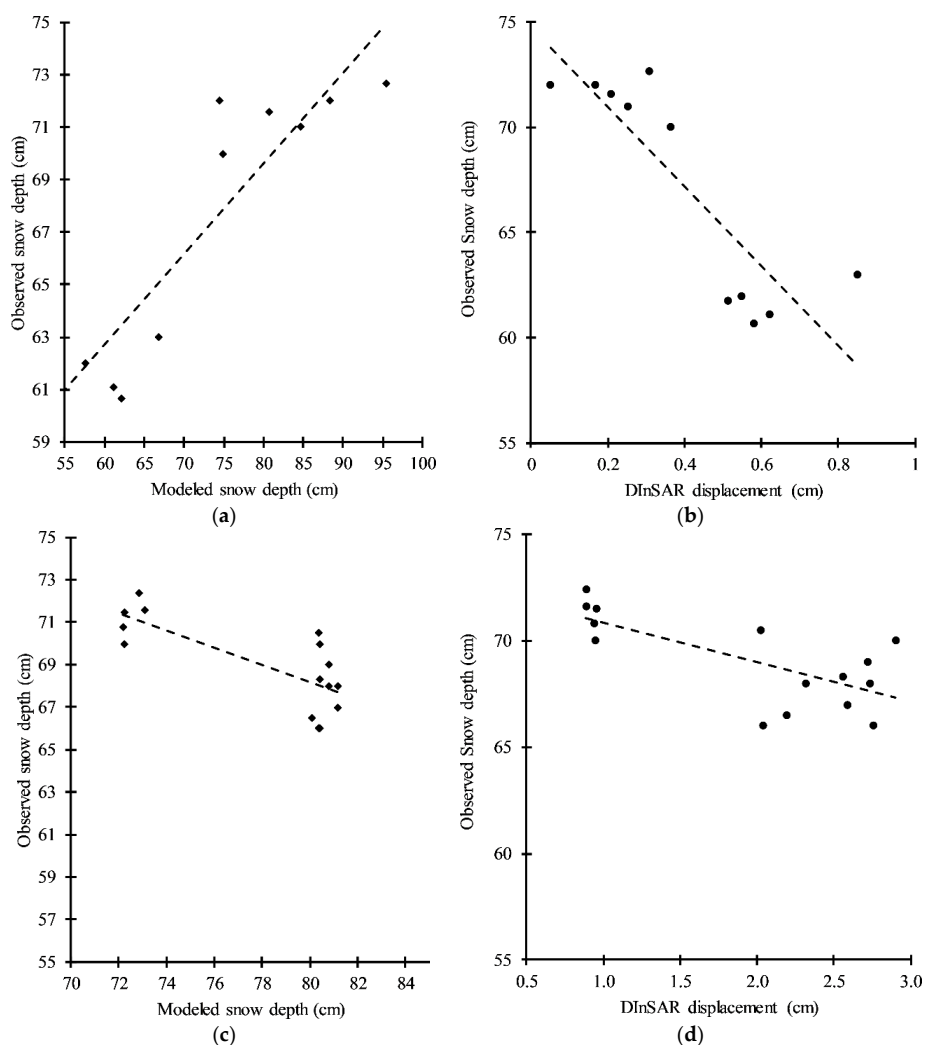 75
73
71
69
67
65
63
61
59
Observed snow depth (cm)
55 60 65 70 75 80 85 90 95 100
Modeled snow depth (cm)
(a)
75
70
65
60
55
Observed Snow depth (cm)
0 0.2 0.4 0.6 0.8 1
DInSAR displacement (cm)
(b)
75
73
71
69
67
65
63
61
59
57
55
Observed snow depth (cm)
70 72 74 76 78 80 82 84
Modeled snow depth (cm)
(c)
75
70
65
60
55
Observed Snow depth (cm)
0.5 1.0 1.5 2.0 2.5 3.0
DInSAR displacement (cm)
(d)